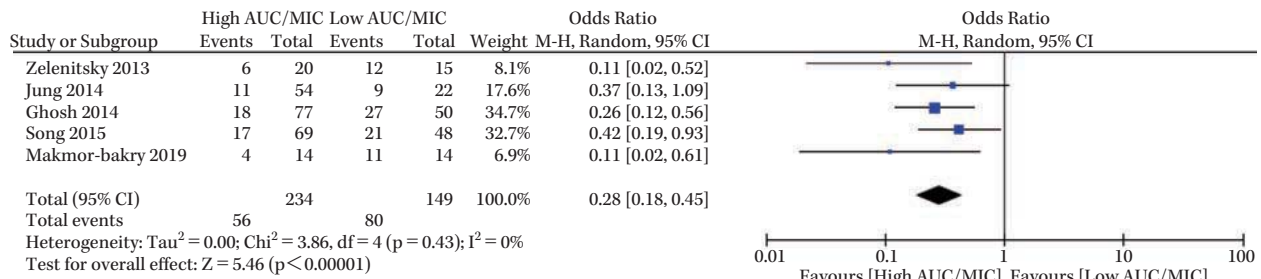 High AUC/MIC Low AUC/MIC Odds Ratio Odds Ratio
Study or Subgroup Events Total Events Total Weight M-H, Random, 95% CI M-H, Random, 95% CI
Zelenitsky 2013 6 20 12 15 8.1% 0.11 [0.02, 0.52]
Jung 2014 11 54 9 22 17.6% 0.37 [0.13, 1.09]
Ghosh 2014 18 77 27 50 34.7% 0.26 [0.12, 0.56]
Song 2015 17 69 21 48 32.7% 0.42 [0.19, 0.93]
Makmor-bakry 2019 4 14 11 14 6.9% 0.11 [0.02, 0.61]
Total (95% CI) 234 149 100.0% 0.28 [0.18, 0.45]
Total events 56 80
Heterogeneity: Tau² = 0.00; Chi² = 3.86, df = 4 (p = 0.43); I² = 0%
Test for overall effect: Z = 5.46 (p<0.00001)
0.01 0.1 1 10 100
Favours [High AUC/MIC] Favours [Low AUC/MIC]